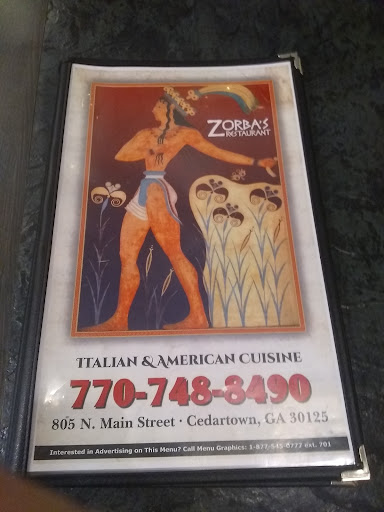 ZORBA'S
RESTAURANT
ITALIAN & AMERICAN CUISINE
770-748-8490
805 N. Main Street · Cedartown, GA 30125
Interested in Advertising on This Menu? Call Menu Graphics: 1-877-545-8777 ext. 701